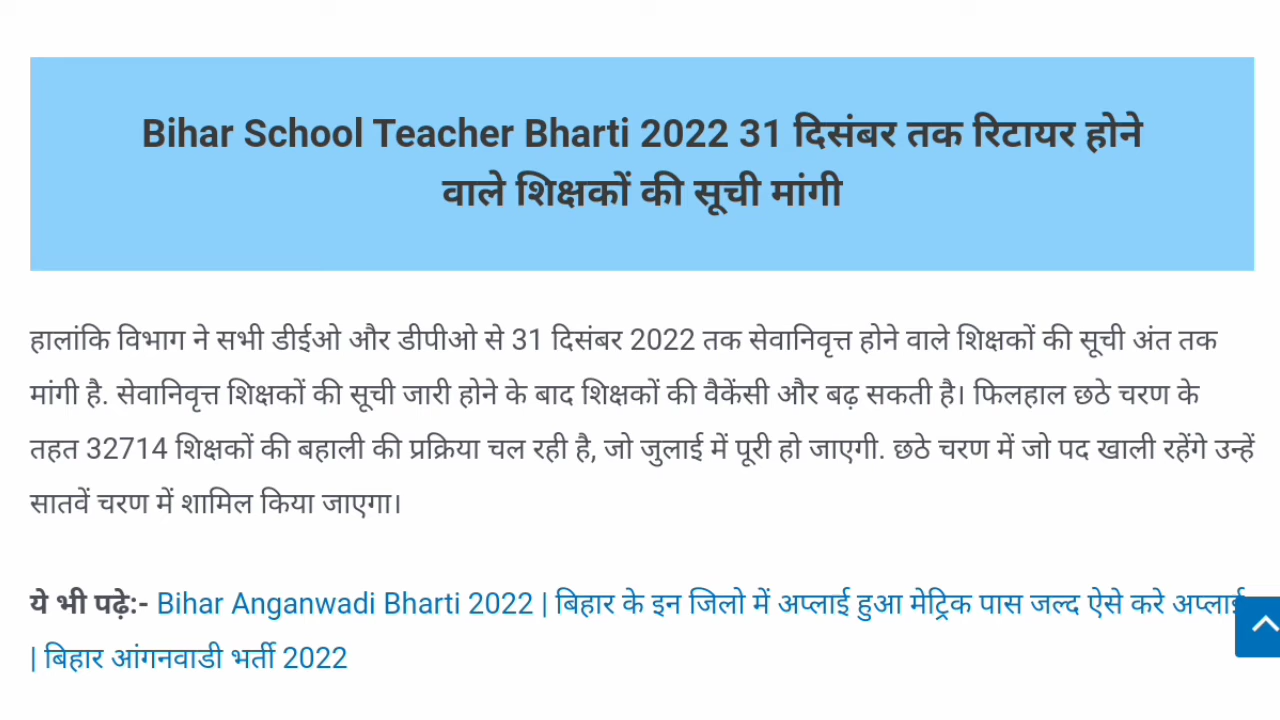 Bihar School Teacher Bharti 2022 31 दिसंबर तक रिटायर होने
वाले शिक्षकों की सूची मांगी
हालांकि विभाग ने सभी डीईओ और डीपीओ से 31 दिसंबर 2022 तक सेवानिवृत्त होने वाले शिक्षकों की सूची अंत तक
मांगी है. सेवानिवृत्त शिक्षकों की सूची जारी होने के बाद शिक्षकों की वैकेंसी और बढ़ सकती है। फिलहाल छठे चरण के
तहत 32714 शिक्षकों की बहाली की प्रक्रिया चल रही है, जो जुलाई में पूरी हो जाएगी. छठे चरण में जो पद खाली रहेंगे उन्हें
सातवें चरण में शामिल किया जाएगा।
ये भी पढ़े:- Bihar Anganwadi Bharti 2022 | बिहार के इन जिलो में अप्लाई हुआ मेट्रिक पास जल्द ऐसे करे अप्लाई
| बिहार आंगनवाडी भर्ती 2022